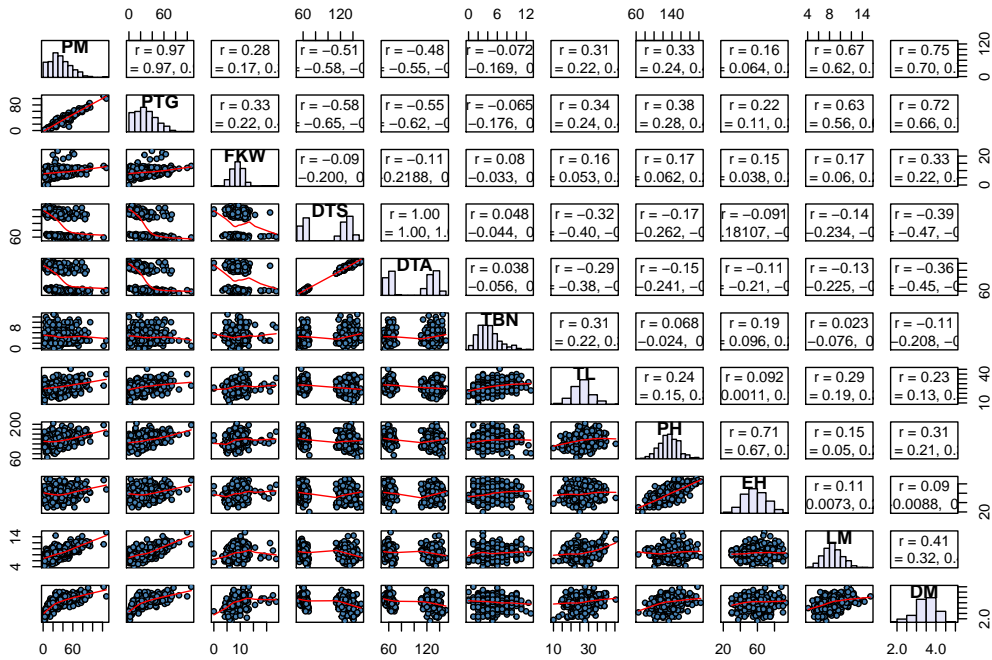 0 60 60 120 0 6 12 60 140 4 8 14
PM r = 0.97 r = 0.28 r = −0.51 r = −0.48 r = −0.072 r = 0.31 r = 0.33 r = 0.16 r = 0.67 r = 0.75 0 120
= 0.97, 0. = 0.17, 0. = −0.58, −0 = −0.55, −0 −0.169, 0 = 0.22, 0. = 0.24, 0. = 0.064, 0. = 0.62, 0. = 0.70, 0.
0 80 PTG r = 0.33 r = −0.58 r = −0.55 r = −0.065 r = 0.34 r = 0.38 r = 0.22 r = 0.63 r = 0.72
= 0.22, 0. = −0.65, −0 = −0.62, −0 −0.176, 0 = 0.24, 0. = 0.28, 0. = 0.11, 0. = 0.56, 0. = 0.66, 0.
FKW r = −0.09 r = −0.11 r = 0.08 r = 0.16 r = 0.17 r = 0.15 r = 0.17 r = 0.33 0 20
−0.200, 0 −0.2188, 0 −0.033, 0 = 0.053, 0. = 0.062, 0. = 0.038, 0. = 0.06, 0. = 0.22, 0.
60 DTS r = 1.00 r = 0.048 r = −0.32 r = −0.17 r = −0.091 r = −0.14 r = −0.39
= 1.00, 1. −0.044, 0 = −0.40, −0 −0.262, −0 .18107, −0 −0.234, −0 = −0.47, −0
DTA r = 0.038 r = −0.29 r = −0.15 r = −0.11 r = −0.13 r = −0.36 60
−0.056, 0 = −0.38, −0 −0.241, −0 = −0.21, −0 −0.225, −0 = −0.45, −0
0 8 TBN r = 0.31 r = 0.068 r = 0.19 r = 0.023 r = −0.11
= 0.22, 0. −0.024, 0 = 0.096, 0. −0.076, 0 −0.208, −0
TL r = 0.24 r = 0.092 r = 0.29 r = 0.23 10 40
= 0.15, 0. 0.0011, 0. = 0.19, 0. = 0.13, 0.
60 200 PH r = 0.71 r = 0.15 r = 0.31
= 0.67, 0. = 0.05, 0. = 0.21, 0.
EH r = 0.11 r = 0.09 20
0.0073, 0. 0.0088, 0.
4 14 LM r = 0.41
= 0.32, 0.
DM 2.0
0 60 0 10 60 120 10 30 20 60 2.0 4.0